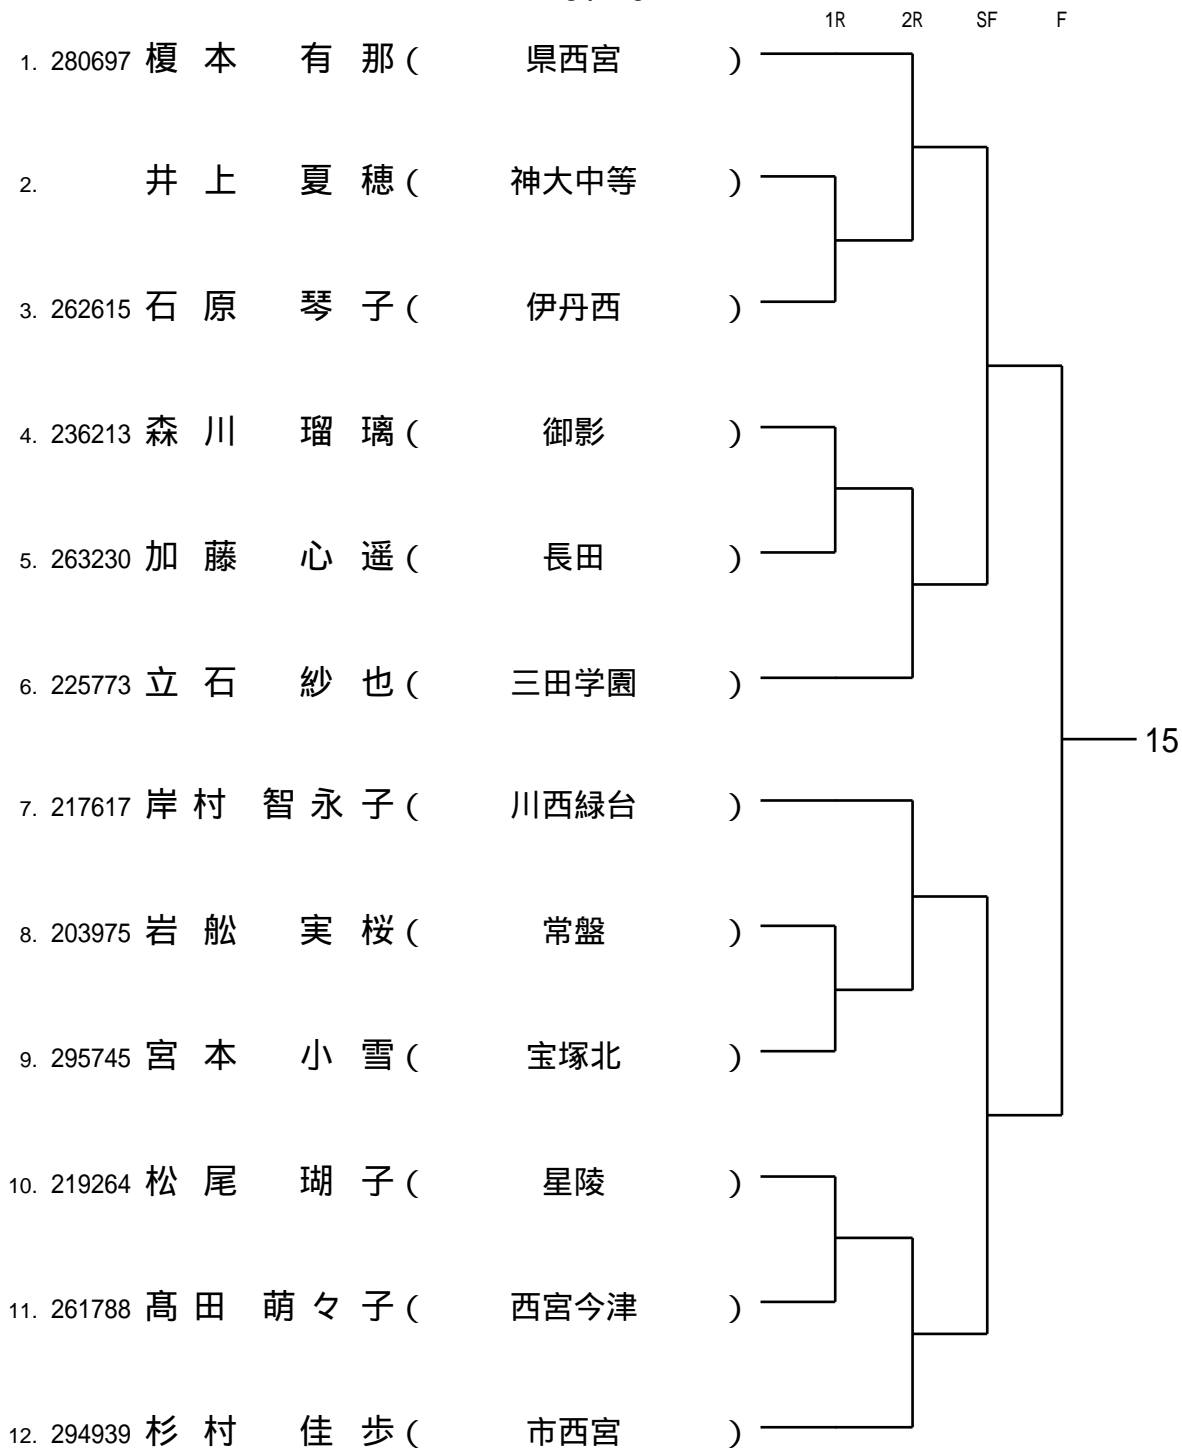 1R 2R SF F
1. 280697 榎本 有那 ( 県西宮 )
2. 井上 夏穂 ( 神大中等 )
3. 262615 石原 琴子 ( 伊丹西 )
4. 236213 森川 瑠璃 ( 御影 )
5. 263230 加藤 心遥 ( 長田 )
6. 225773 立石 紗也 ( 三田学園 )
15
7. 217617 岸村 智永子 ( 川西緑台 )
8. 203975 岩舩 実桜 ( 常盤 )
9. 295745 宮本 小雪 ( 宝塚北 )
10. 219264 松尾 瑚子 ( 星陵 )
11. 261788 髙田 萌々子 ( 西宮今津 )
12. 294939 杉村 佳歩 ( 市西宮 )